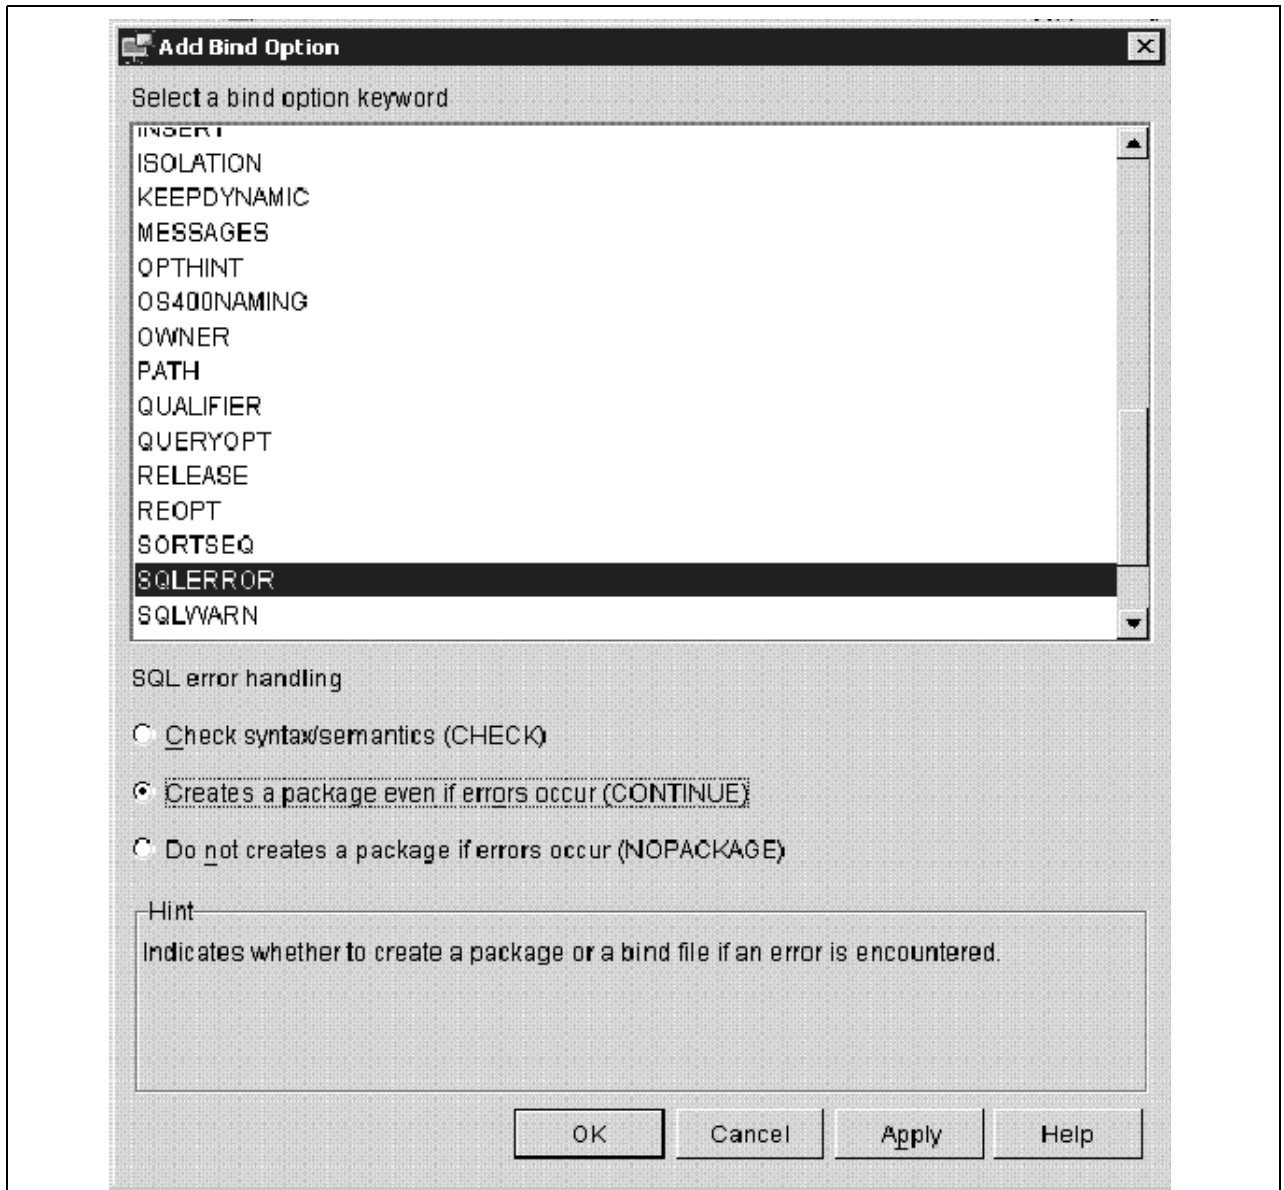 Add Bind Option
Select a bind option keyword
INSERT
ISOLATION
KEEPDYNAMIC
MESSAGES
OPTHINT
OS400NAMING
OWNER
PATH
QUALIFIER
QUERYOPT
RELEASE
REOPT
SORTSEQ
SQLERROR
SQLWARN
SQL error handling
Check syntax/semantics (CHECK)
Creates a package even if errors occur (CONTINUE)
Do not creates a package if errors occur (NOPACKAGE)
Hint
Indicates whether to create a package or a bind file if an error is encountered.
OK Cancel Apply Help